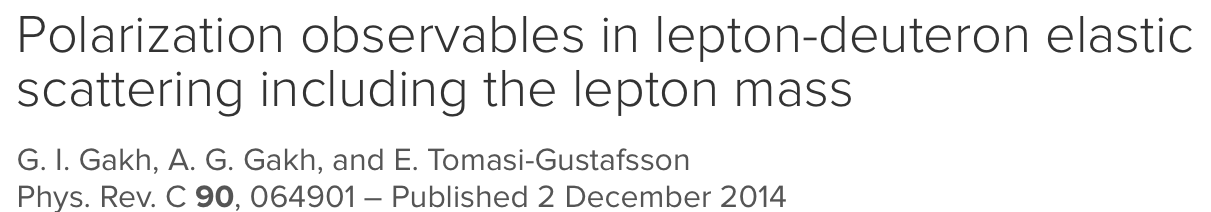 Polarization observables in lepton-deuteron elastic
scattering including the lepton mass
G. I. Gakh, A. G. Gakh, and E. Tomasi-Gustafsson
Phys. Rev. C 90, 064901 – Published 2 December 2014